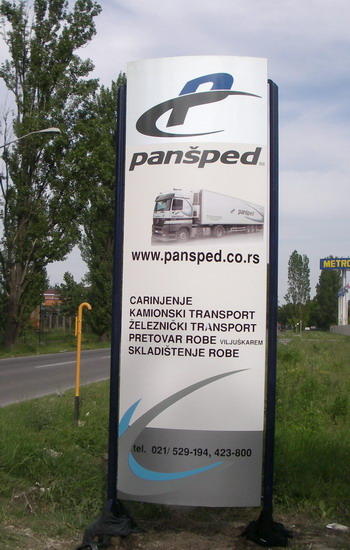 P
panšped
panšped
www.pansped.co.rs
CARINJENJE
KAMIONSKI TRANSPORT
ŽELEZNIČKI TRANSPORT
PRETOVAR ROBE VILJUŠKAREM
SKLADIŠTENJE ROBE
tel. 021/ 529-194, 423-800
METRO